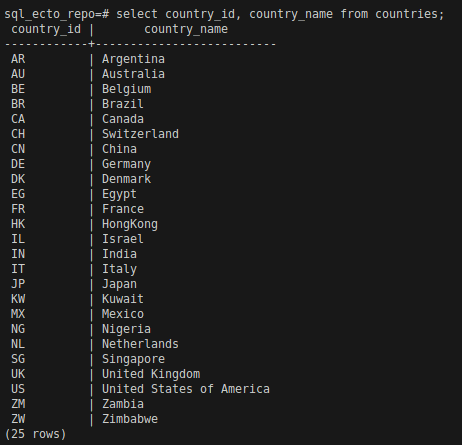 sql_ecto_repo=# select country_id, country_name from countries;
 country_id |       country_name
------------+--------------------------
 AR         | Argentina
 AU         | Australia
 BE         | Belgium
 BR         | Brazil
 CA         | Canada
 CH         | Switzerland
 CN         | China
 DE         | Germany
 DK         | Denmark
 EG         | Egypt
 FR         | France
 HK         | HongKong
 IL         | Israel
 IN         | India
 IT         | Italy
 JP         | Japan
 KW         | Kuwait
 MX         | Mexico
 NG         | Nigeria
 NL         | Netherlands
 SG         | Singapore
 UK         | United Kingdom
 US         | United States of America
 ZM         | Zambia
 ZW         | Zimbabwe
(25 rows)